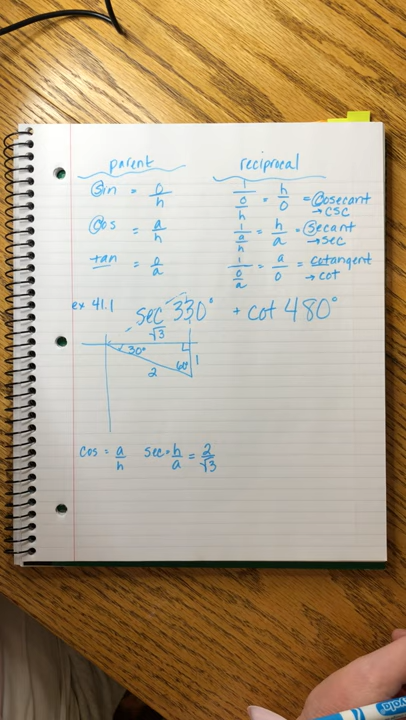 parent reciprocal
Sin = o/h 1/(o/h) = h/o = Cosecant
→csc
Cos = a/h 1/(a/h) = h/a = Secant
→sec
tan = o/a 1/(o/a) = a/o = cotangent
→cot
ex 41.1 sec 330° + cot 480°
√3
30° 60° 1
2
cos = a/h sec = h/a = 2/√3